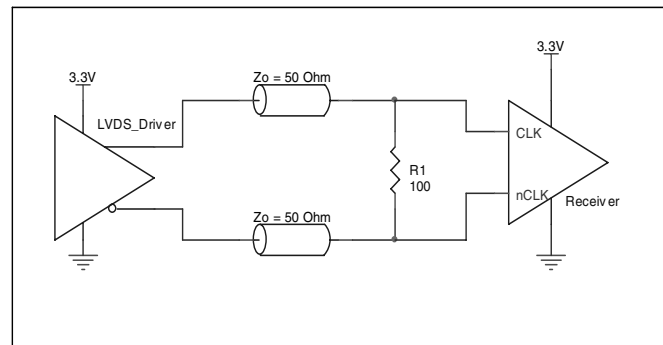 3.3V
LVDS_Driver
Zo = 50 Ohm
3.3V
CLK
R1
100
nCLK
Receiver
Zo = 50 Ohm